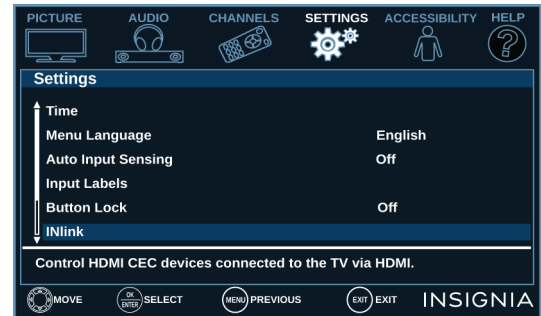 PICTURE AUDIO CHANNELS SETTINGS ACCESSIBILITY HELP
Settings
Time
Menu Language English
Auto Input Sensing Off
Input Labels
Button Lock Off
INlink
Control HDMI CEC devices connected to the TV via HDMI.
MOVE OK ENTER SELECT MENU PREVIOUS EXIT EXIT INSIGNIA